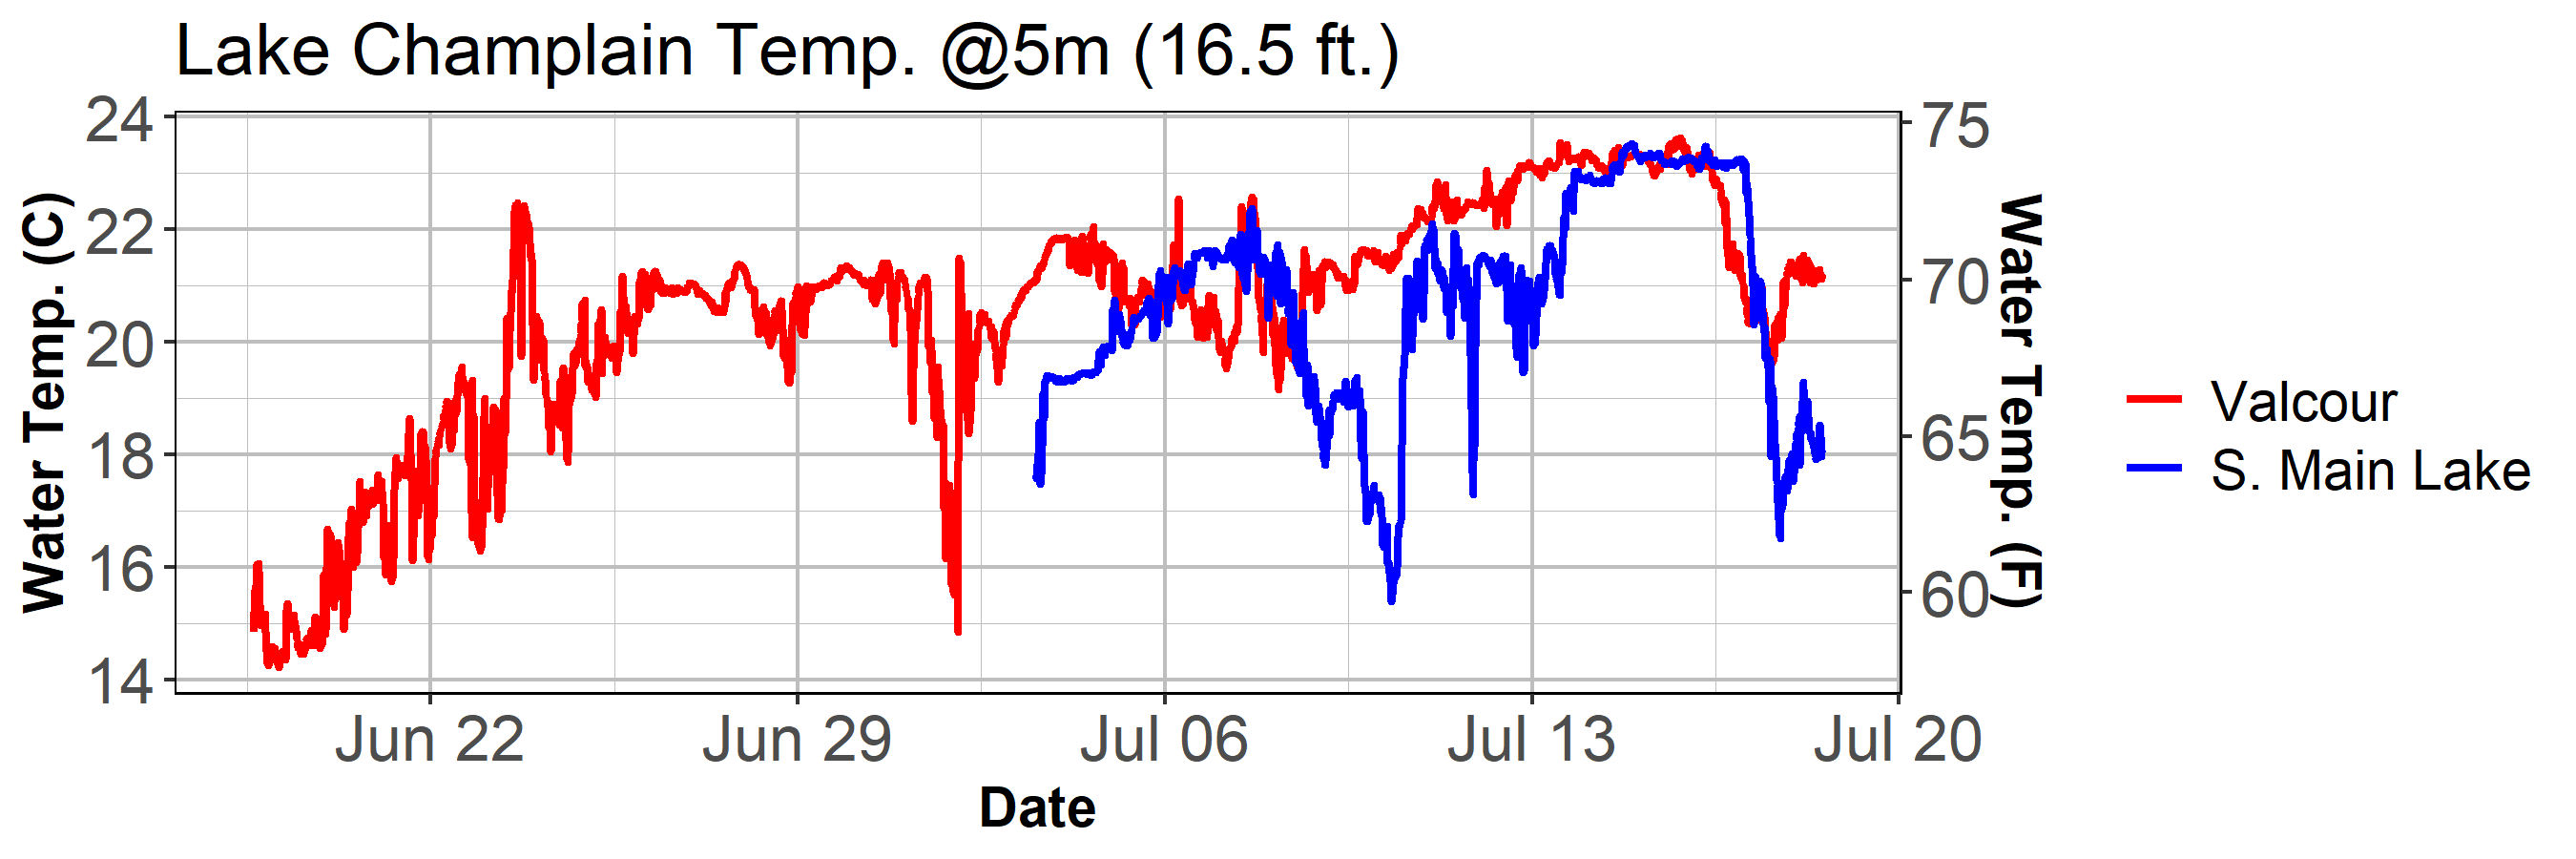 Lake Champlain Temp. @5m (16.5 ft.)
Water Temp. (C)
24
22
20
18
16
14
75
70
65
60
Water Temp. (F)
Jun 22
Jun 29
Jul 06
Jul 13
Jul 20
Date
Valcour
S. Main Lake